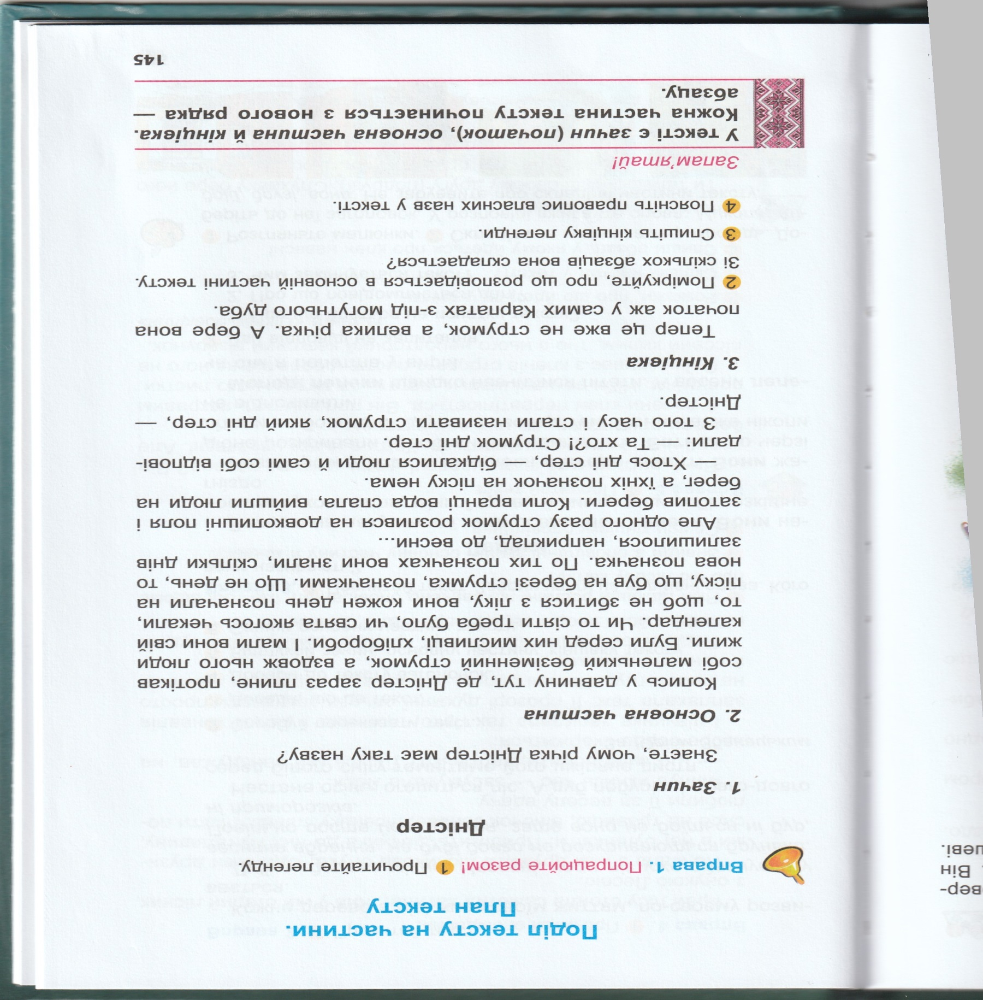 Поділ тексту на частини.
План тексту
Вправа 1. Попрацюйте разом! 1 Прочитайте легенду.
Дністер
1. Зачин
Знаєте, чому річка Дністер має таку назву?
2. Основна частина
Колись у давнину тут, де Дністер зараз плине, протікав
собі маленький безіменний струмок, а вздовж нього люди
жили. Були серед них мисливці, хлібороби. І мали вони свій
календар. Чи то сіяти треба було, чи свята якогось чекали,
то, щоб не збитися з ліку, вони кожен день позначали на
піску, що був на березі струмка, позначками. Що не день, то
нова позначка. По тих позначках вони знали, скільки днів
залишилося, наприклад, до весни...
Але одного разу струмок розлився на довколишні поля і
затопив береги. Коли вранці вода спала, вийшли люди на
берег, а їхніх позначок на піску нема.
— Хтось дні стер, — бідкалися люди й самі собі відпові-
дали: — Та хто?! Струмок дні стер.
З того часу і стали називати струмок, який дні стер, —
Дністер.
3. Кінцівка
Тепер це вже не струмок, а велика річка. А бере вона
початок аж у самих Карпатах з-під могутнього дуба.
2 Поміркуйте, про що розповідається в основній частині тексту.
Зі скількох абзаців вона складається?
3 Спишіть кінцівку легенди.
4 Поясніть правопис власних назв у тексті.
Запам’ятай!
У тексті є зачин (початок), основна частина й кінцівка.
Кожна частина тексту починається з нового рядка —
абзацу.
145
овер-
Він
шеві.